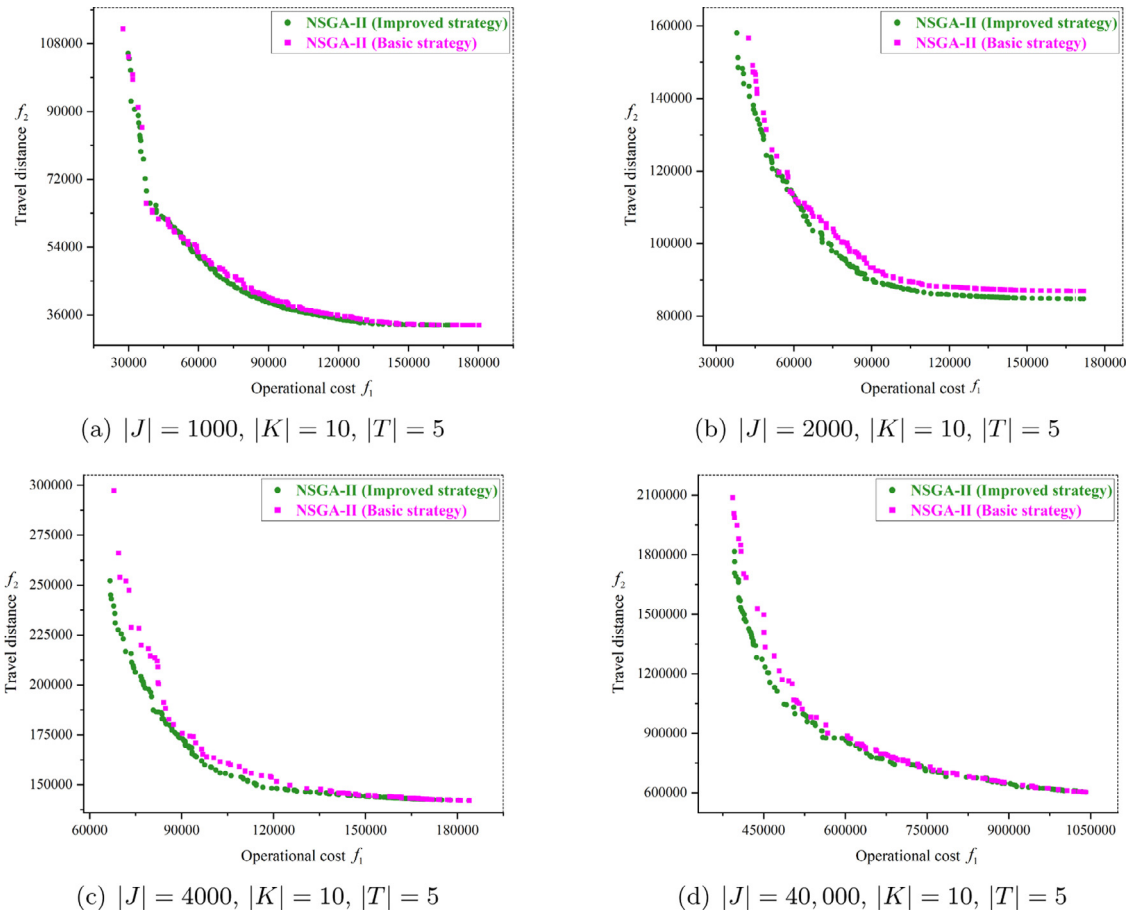 NSGA-II (Improved strategy)
NSGA-II (Basic strategy)
108000
90000
72000
54000
36000
Travel distance f₂
30000 60000 90000 120000 150000 180000
Operational cost f₁
(a) |J| = 1000, |K| = 10, |T| = 5
NSGA-II (Improved strategy)
NSGA-II (Basic strategy)
160000
140000
120000
100000
80000
Travel distance f₂
30000 60000 90000 120000 150000 180000
Operational cost f₁
(b) |J| = 2000, |K| = 10, |T| = 5
NSGA-II (Improved strategy)
NSGA-II (Basic strategy)
300000
275000
250000
225000
200000
175000
150000
Travel distance f₂
60000 90000 120000 150000 180000
Operational cost f₁
(c) |J| = 4000, |K| = 10, |T| = 5
NSGA-II (Improved strategy)
NSGA-II (Basic strategy)
2100000
1800000
1500000
1200000
900000
600000
Travel distance f₂
450000 600000 750000 900000 1050000
Operational cost f₁
(d) |J| = 40,000, |K| = 10, |T| = 5